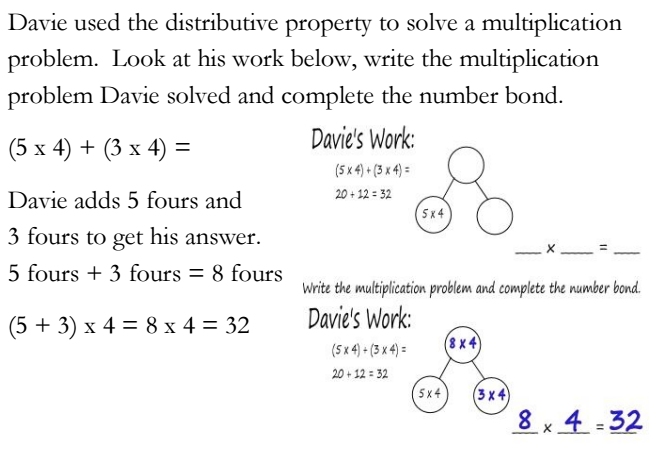 Davie used the distributive property to solve a multiplication
problem.  Look at his work below, write the multiplication
problem Davie solved and complete the number bond.
(5 x 4) + (3 x 4) =
Davie adds 5 fours and
3 fours to get his answer.
5 fours + 3 fours = 8 fours
(5 + 3) x 4 = 8 x 4 = 32
Davie's Work:
(5 x 4) + (3 x 4) =
20 + 12 = 32
5 x 4
___ x ___ = ___
Write the multiplication problem and complete the number bond.
Davie's Work:
(5 x 4) + (3 x 4) =
20 + 12 = 32
8 x 4
5 x 4
3 x 4
8 x 4 = 32